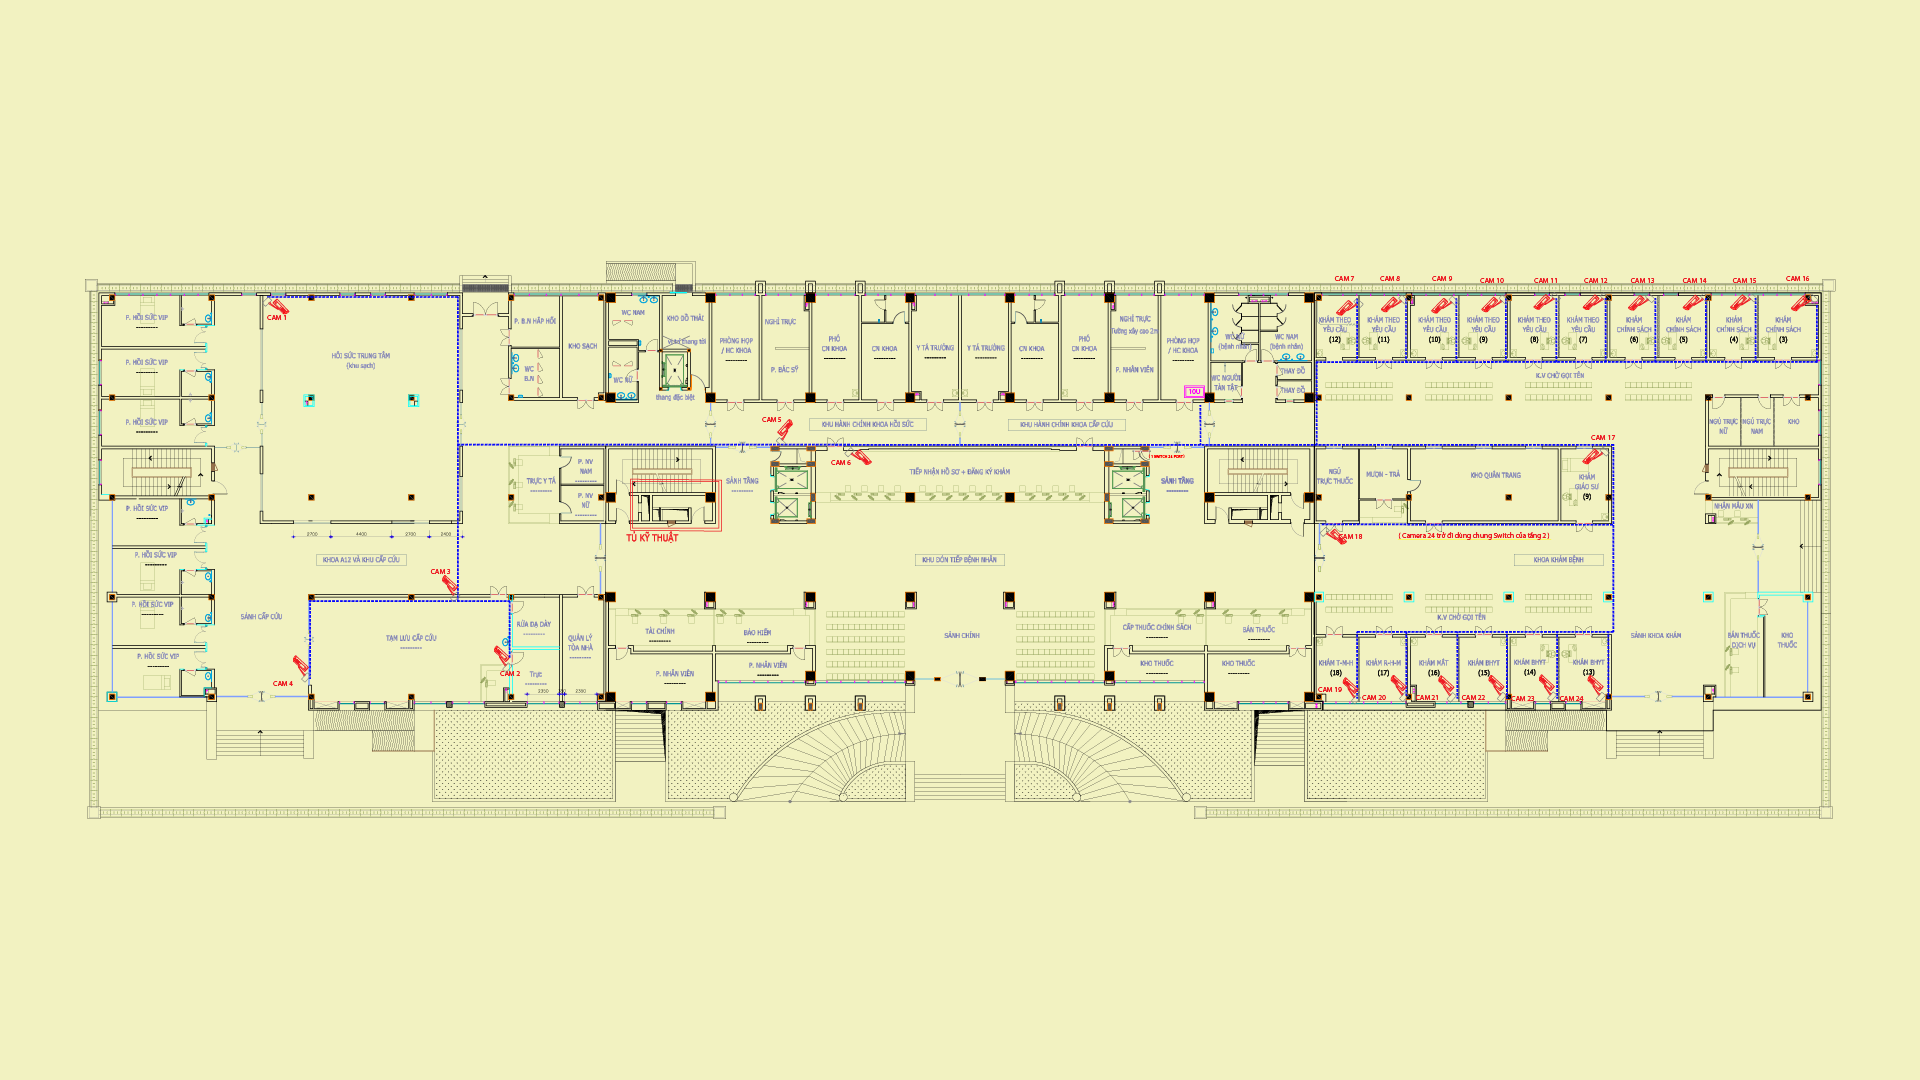 CAM 7
CAM 8
CAM 9
CAM 10
CAM 11
CAM 12
CAM 13
CAM 14
CAM 15
CAM 16
CAM 1
P. HỒI SỨC VIP
P. B.N HẤP HỐI
WC NAM
KHO ĐỒ THẢI
NGHỈ TRỰC
NGHỈ TRỰC
Tường xây cao 2m
KHÁM THEO
YÊU CẦU
(12)
KHÁM THEO
YÊU CẦU
(11)
KHÁM THEO
YÊU CẦU
(10)
KHÁM THEO
YÊU CẦU
(9)
KHÁM THEO
YÊU CẦU
(8)
KHÁM THEO
YÊU CẦU
(7)
KHÁM
CHÍNH SÁCH
(6)
KHÁM
CHÍNH SÁCH
(5)
KHÁM
CHÍNH SÁCH
(4)
KHÁM
CHÍNH SÁCH
(3)
HỒI SỨC TRUNG TÂM
(khu sạch)
KHO SẠCH
PHÒNG HỌP
/ HC KHOA
PHÓ
CN KHOA
CN KHOA
Y TÁ TRƯỞNG
Y TÁ TRƯỞNG
CN KHOA
PHÓ
CN KHOA
PHÒNG HỌP
/ HC KHOA
(bệnh nhân)
WC NAM
(bệnh nhân)
P. HỒI SỨC VIP
WC
B.N
WC NỮ
P. BÁC SỸ
P. NHÂN VIÊN
WC NGƯỜI
TÀN TẬT
THAY ĐỒ
THAY ĐỒ
K.V CHỜ GỌI TÊN
10U
thang đặc biệt
P. HỒI SỨC VIP
CAM 5
KHU HÀNH CHÍNH KHOA HỒI SỨC
KHU HÀNH CHÍNH KHOA CẤP CỨU
NGỦ TRỰC
NỮ
NGỦ TRỰC
NAM
KHO
CAM 17
CAM 6
P. NV
NAM
TRỰC Y TÁ
P. NV
NỮ
SẢNH TẦNG
TIẾP NHẬN HỒ SƠ + ĐĂNG KÝ KHÁM
SẢNH TẦNG
NGỦ
TRỰC THUỐC
MƯỢN - TRẢ
KHO QUÂN TRANG
KHÁM
GIÁO SƯ
(9)
P. HỒI SỨC VIP
NHẬN MẪU XN
2700
4400
2700
2400
TỦ KỸ THUẬT
CAM 18
( Camera 24 trở đi dùng chung Switch của tầng 2 )
P. HỒI SỨC VIP
KHOA A12 VÀ KHU CẤP CỨU
KHU ĐÓN TIẾP BỆNH NHÂN
KHOA KHÁM BỆNH
CAM 3
P. HỒI SỨC VIP
SẢNH CẤP CỨU
TẠM LƯU CẤP CỨU
RỬA DẠ DÀY
QUẢN LÝ
TÒA NHÀ
TÀI CHÍNH
BẢO HIỂM
SẢNH CHÍNH
CẤP THUỐC CHÍNH SÁCH
BÁN THUỐC
K.V CHỜ GỌI TÊN
SẢNH KHOA KHÁM
BÁN THUỐC
DỊCH VỤ
KHO
THUỐC
P. HỒI SỨC VIP
P. NHÂN VIÊN
P. NHÂN VIÊN
KHO THUỐC
KHO THUỐC
KHÁM T-M-H
(18)
KHÁM R-H-M
(17)
KHÁM MẮT
(16)
KHÁM BHYT
(15)
KHÁM BHYT
(14)
KHÁM BHYT
(13)
CAM 4
CAM 2
Trực
2350
2350
CAM 19
CAM 20
CAM 21
CAM 22
CAM 23
CAM 24